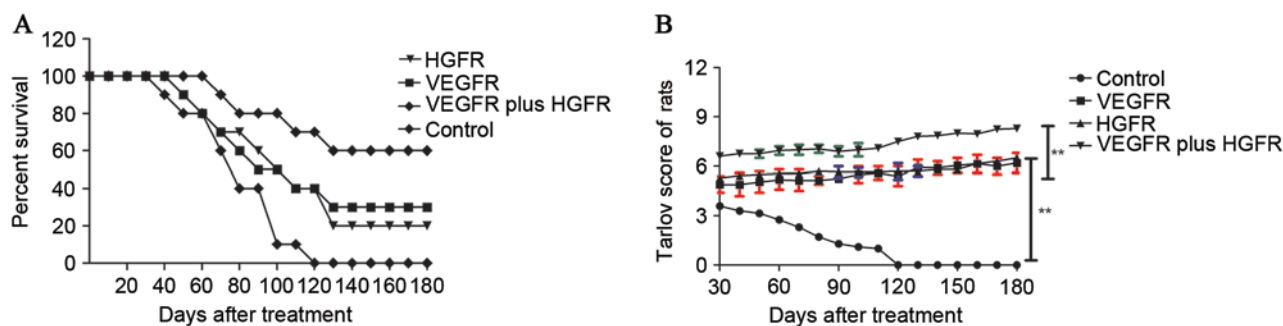 A
120
100
80
60
40
20
0
Percent survival
20 40 60 80 100 120 140 160 180
Days after treatment
HGFR
VEGFR
VEGFR plus HGFR
Control
B
12
9
6
3
0
Tarlov score of rats
30 60 90 120 150 180
Days after treatment
Control
VEGFR
HGFR
VEGFR plus HGFR
**
**